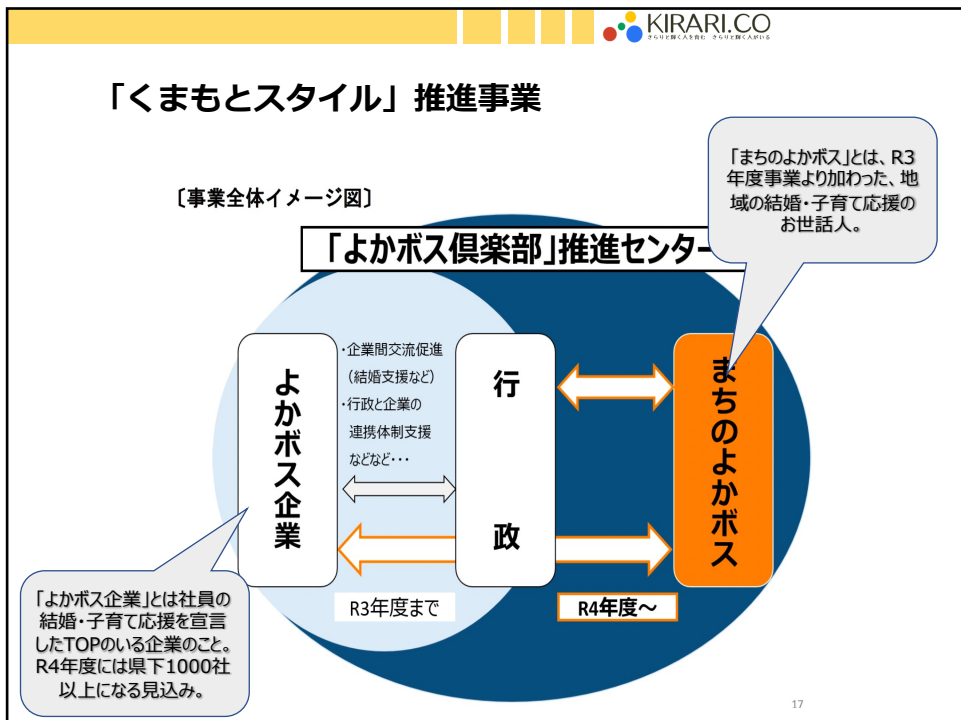 KIRARI.CO
きらりと輝く人を育む きらりと輝く人がいる
「くまもとスタイル」推進事業
「まちのよかボス」とは、R3
年度事業より加わった、地
域の結婚・子育て応援の
お世話人。
〔事業全体イメージ図〕
「よかボス倶楽部」推進センター
よかボス企業
・企業間交流促進
(結婚支援など)
・行政と企業の
連携体制支援
などなど・・・
行政
まちのよかボス
R3年度まで
R4年度～
「よかボス企業」とは社員の
結婚・子育て応援を宣言
したTOPのいる企業のこと。
R4年度には県下1000社
以上になる見込み。
17